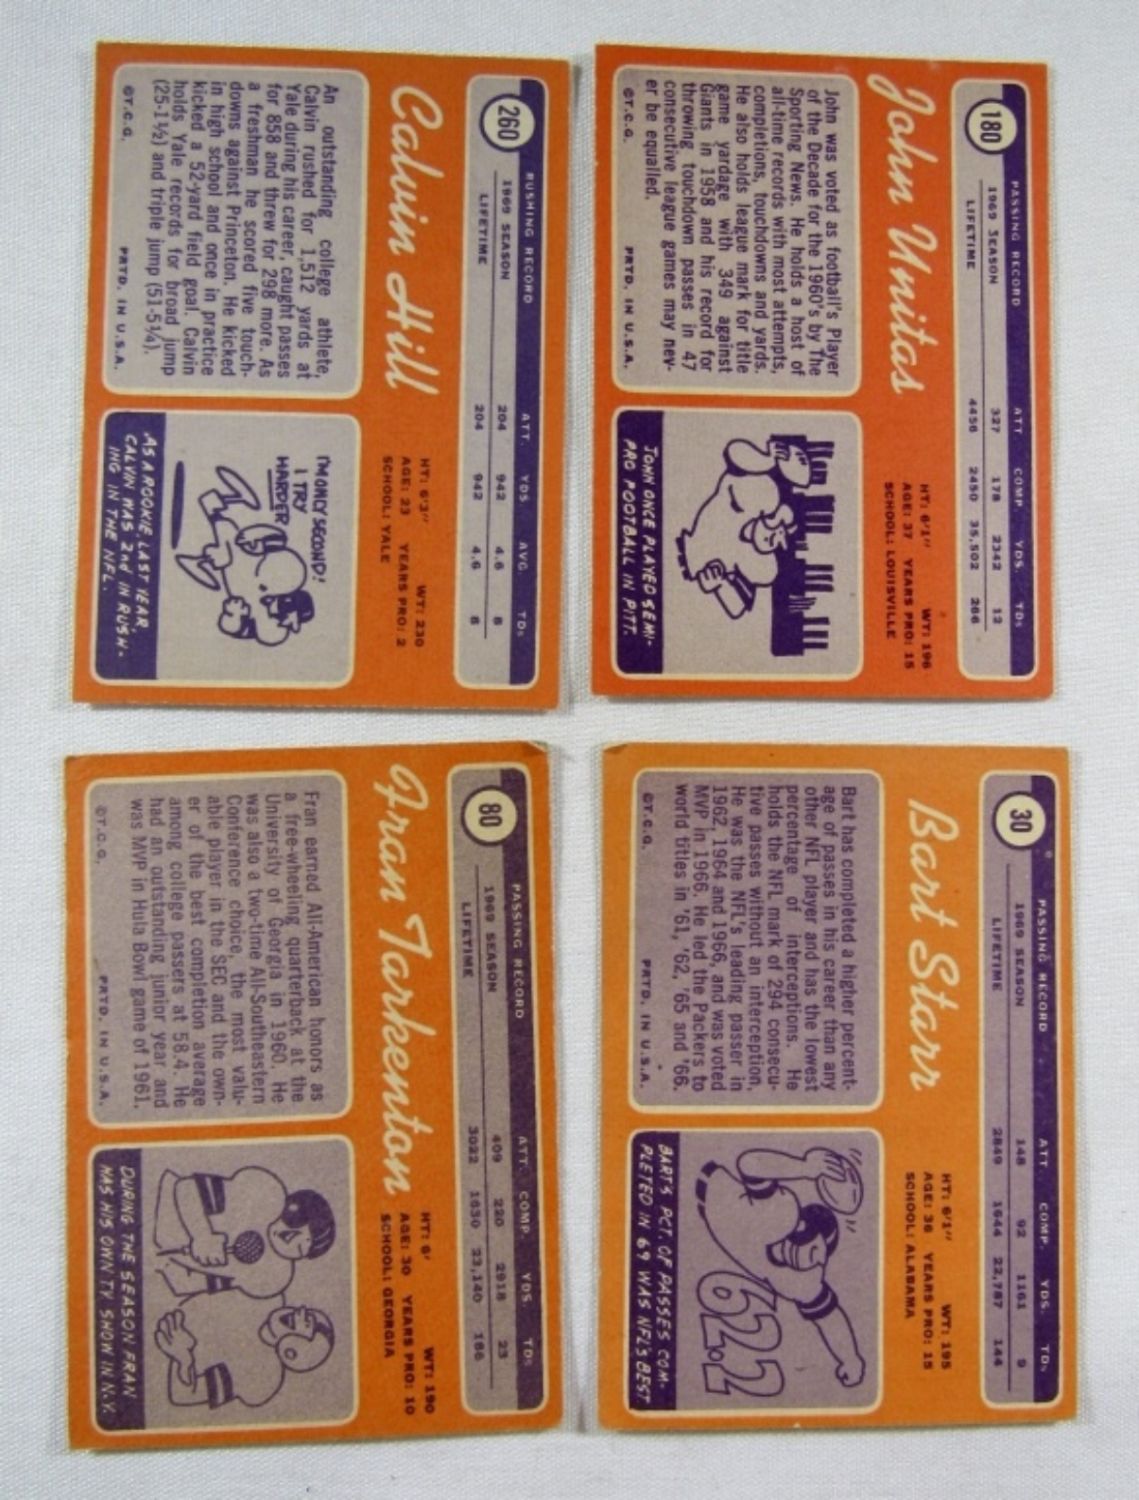 180
PASSING RECORD
ATT COMP YDS. TDs
1969 SEASON 327 178 2342 12
LIFETIME 4456 2450 35,502 266
John Unitas
HT: 6'1" WT: 196
AGE: 37 YEARS PRO: 15
SCHOOL: LOUISVILLE
John was voted as football's Player
of the Decade for the 1960's by The
Sporting News. He holds a host of
all-time records with most attempts,
completions, touchdowns and yards.
He also holds league mark for title
game yardage with 349 against
Giants in 1958 and his record for
throwing touchdown passes in 47
consecutive league games may nev-
er be equalled.
©T.C.G. PRTD. IN U.S.A.
JOHN ONCE PLAYED SEMI-
PRO FOOTBALL IN PITT.
260
RUSHING RECORD
ATT. YDS. AVG. TDs
1969 SEASON 204 942 4.6 8
LIFETIME 204 942 4.6 8
Calvin Hill
HT: 6'3" WT: 230
AGE: 23 YEARS PRO: 2
SCHOOL: YALE
An outstanding college athlete,
Calvin rushed for 1,512 yards at
Yale during his career, caught passes
for 858 and threw for 298 more. As
a freshman he scored five touch-
downs against Princeton. He kicked
in high school and once in practice
kicked a 52-yard field goal. Calvin
holds Yale records for broad jump
(25-1½) and triple jump (51-5¼).
©T.C.G. PRTD. IN U.S.A.
I'M ONLY SECOND!
I TRY
HARDER
AS A ROOKIE, LAST YEAR,
CALVIN WAS 2nd IN RUSH-
ING IN THE NFL.
30
PASSING RECORD
ATT. COMP. YDS. TDs
1969 SEASON 148 92 1161 9
LIFETIME 2849 1644 22,787 144
Bart Starr
HT: 6'1" WT: 195
AGE: 36 YEARS PRO: 15
SCHOOL: ALABAMA
Bart has completed a higher percent-
age of passes in his career than any
other NFL player and has the lowest
percentage of interceptions. He
holds the NFL mark of 294 consecu-
tive passes without an interception.
He was the NFL's leading passer in
1962, 1964 and 1966, and was voted
MVP in 1966. He led the Packers to
world titles in '61, '62, '65 and '66.
©T.C.G. PRTD. IN U.S.A.
62.2
BART'S PCT. OF PASSES COM-
PLETED IN 69 WAS NFL'S BEST
80
PASSING RECORD
ATT. COMP. YDS. TDs
1969 SEASON 409 220 2918 23
LIFETIME 3022 1630 23,140 186
Fran Tarkenton
HT: 6' WT: 190
AGE: 30 YEARS PRO: 10
SCHOOL: GEORGIA
Fran earned All-American honors as
a free-wheeling quarterback at the
University of Georgia in 1960. He
was also a two-time All-Southeastern
Conference choice, the most valu-
able player in the SEC and the own-
er of the best completion average
among college passers at 58.4. He
had an outstanding junior year and
was MVP in Hula Bowl game of 1961.
©T.C.G. PRTD. IN U.S.A.
DURING THE SEASON, FRAN
HAS HIS OWN TV SHOW IN N.Y.